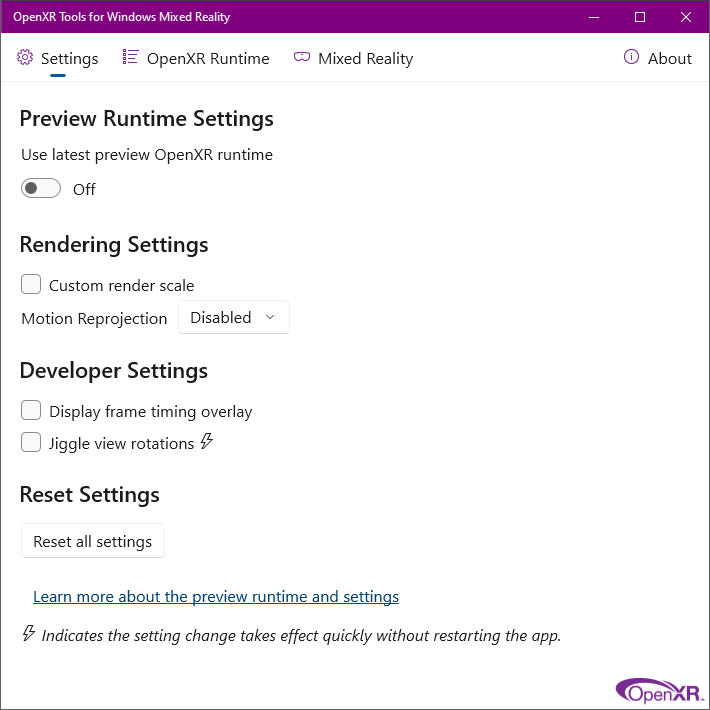 OpenXR Tools for Windows Mixed Reality
Settings OpenXR Runtime Mixed Reality About
Preview Runtime Settings
Use latest preview OpenXR runtime
Off
Rendering Settings
Custom render scale
Motion Reprojection Disabled
Developer Settings
Display frame timing overlay
Jiggle view rotations
Reset Settings
Reset all settings
Learn more about the preview runtime and settings
Indicates the setting change takes effect quickly without restarting the app.
OpenXR